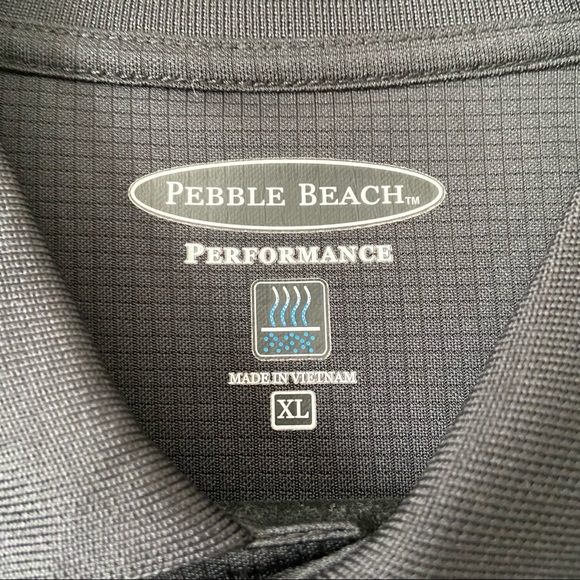 PEBBLE BEACH™
PERFORMANCE
MADE IN VIETNAM
XL